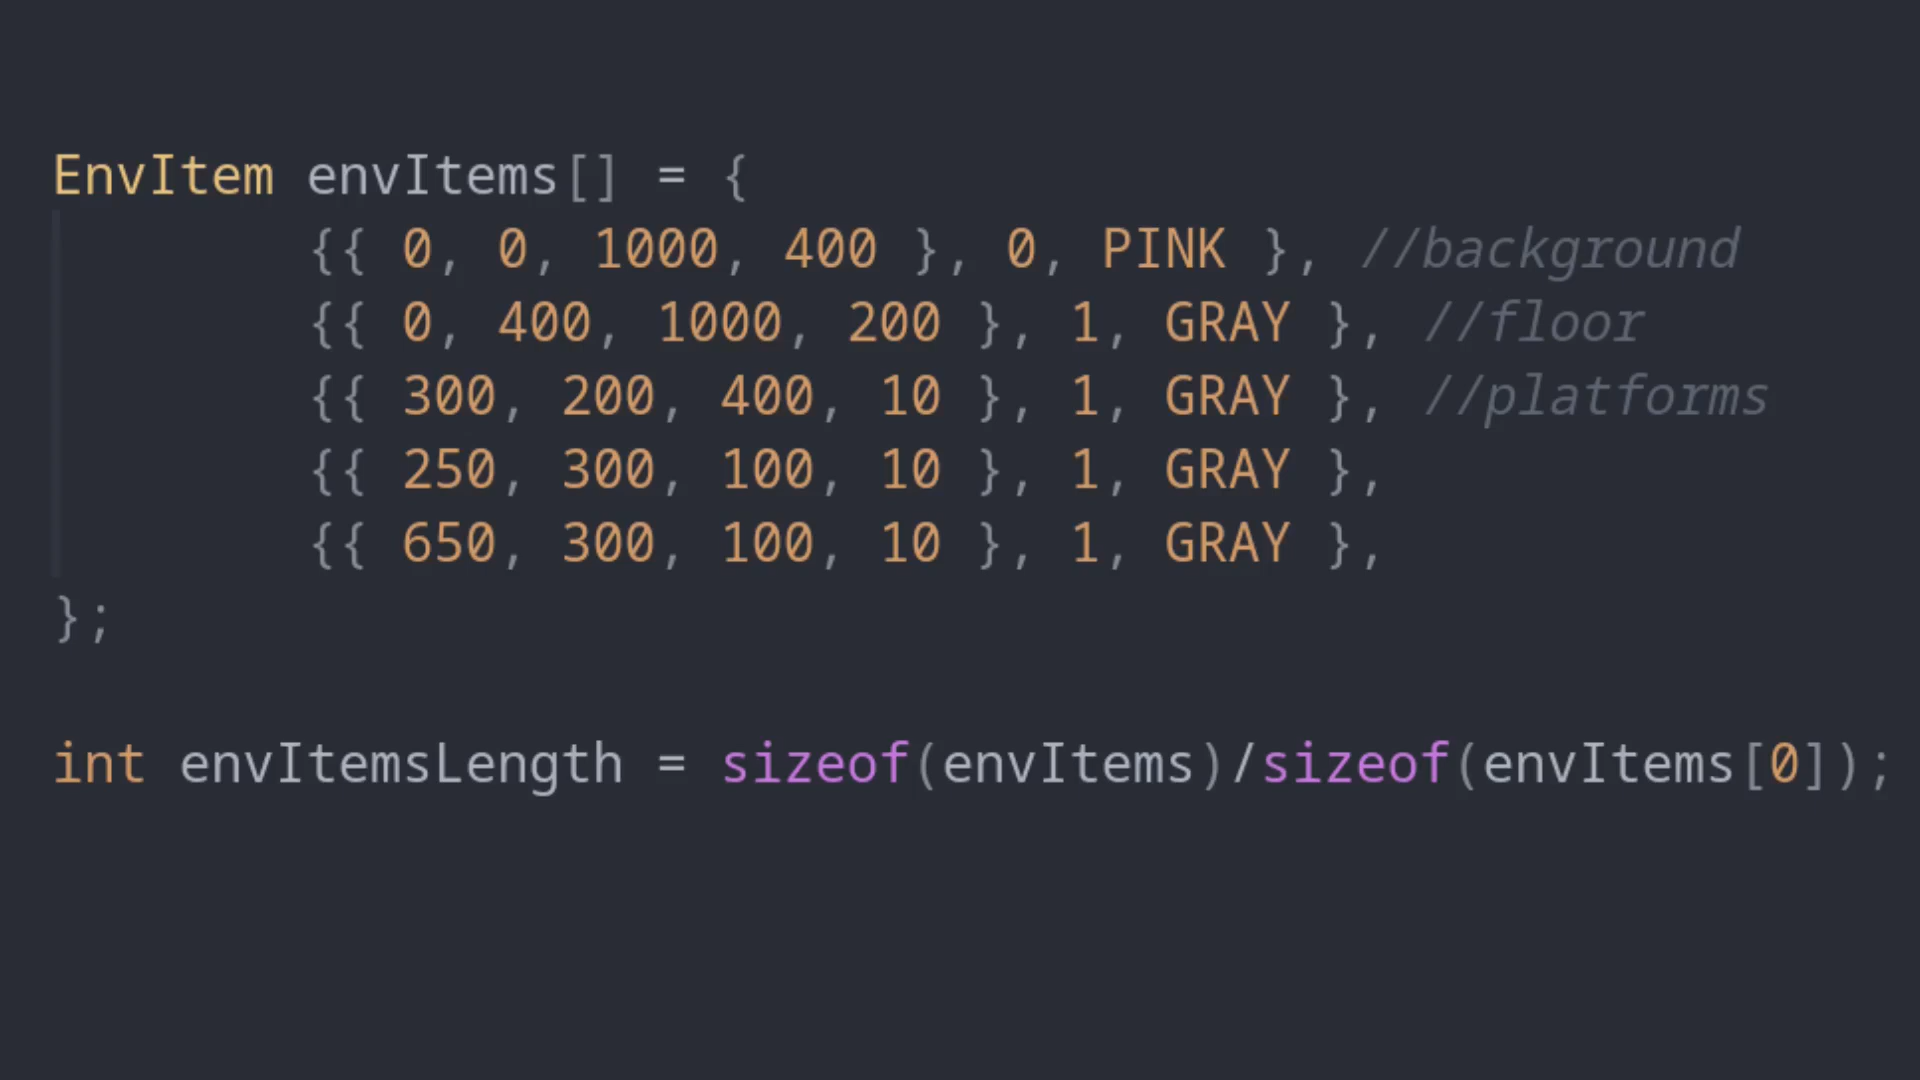 EnvItem envItems[] = {
{{ 0, 0, 1000, 400 }, 0, PINK }, //background
{{ 0, 400, 1000, 200 }, 1, GRAY }, //floor
{{ 300, 200, 400, 10 }, 1, GRAY }, //platforms
{{ 250, 300, 100, 10 }, 1, GRAY },
{{ 650, 300, 100, 10 }, 1, GRAY },
};
int envItemsLength = sizeof(envItems)/sizeof(envItems[0]);